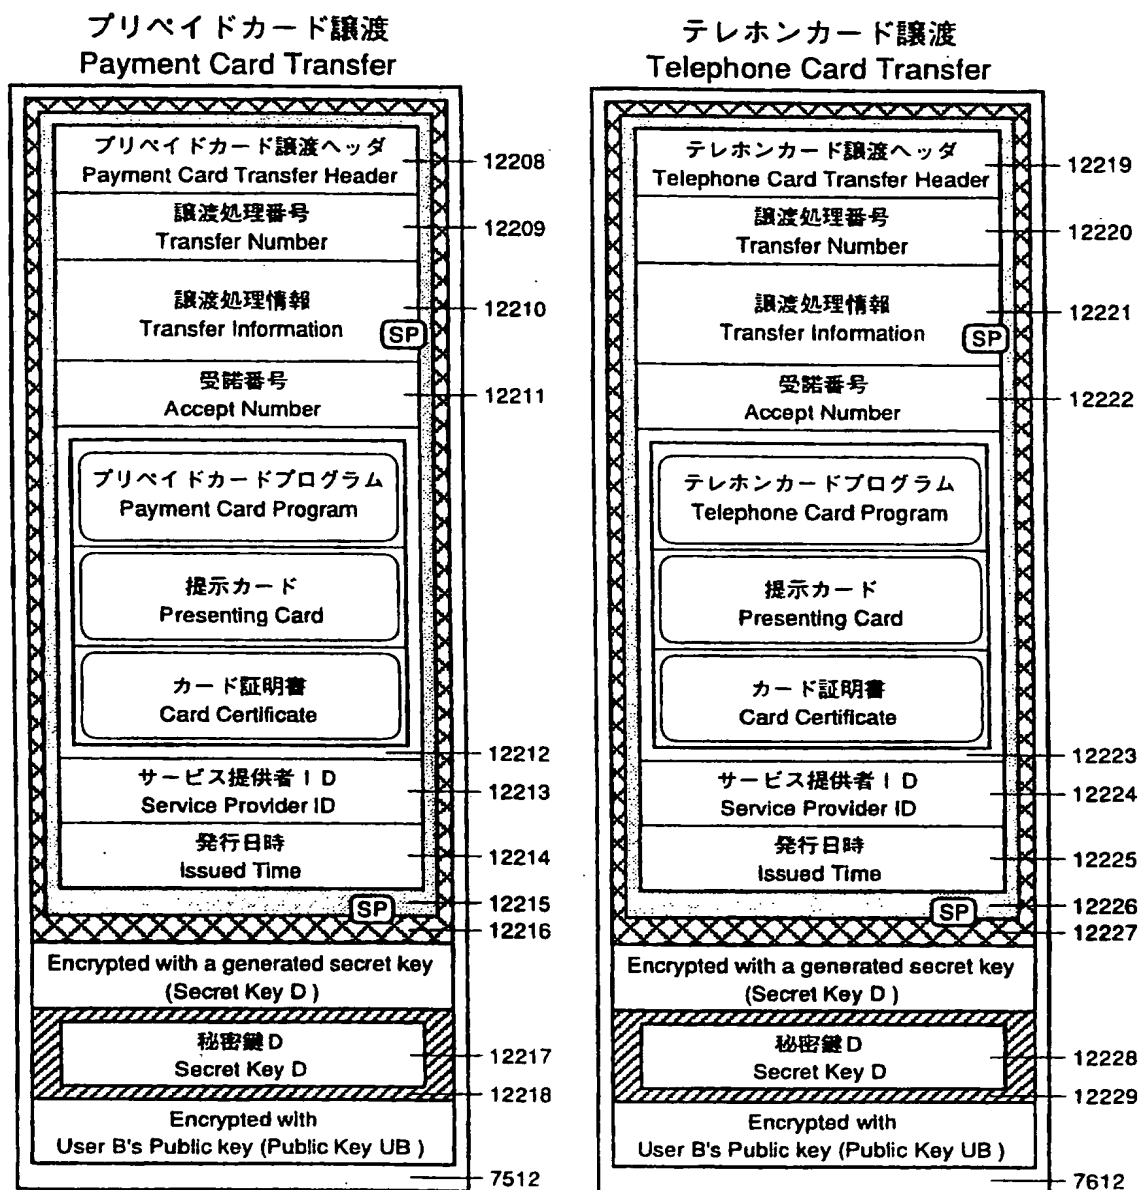 プリペイドカード譲渡
Payment Card Transfer
プリペイドカード譲渡ヘッダ
Payment Card Transfer Header
12208
譲渡処理番号
Transfer Number
12209
譲渡処理情報
Transfer Information
SP
12210
受諾番号
Accept Number
12211
プリペイドカードプログラム
Payment Card Program
提示カード
Presenting Card
カード証明書
Card Certificate
12212
サービス提供者ID
Service Provider ID
12213
発行日時
Issued Time
12214
SP
12215
12216
Encrypted with a generated secret key
(Secret Key D )
秘密鍵D
Secret Key D
12217
12218
Encrypted with
User B's Public key (Public Key UB )
7512
テレホンカード譲渡
Telephone Card Transfer
テレホンカード譲渡ヘッダ
Telephone Card Transfer Header
12219
譲渡処理番号
Transfer Number
12220
譲渡処理情報
Transfer Information
SP
12221
受諾番号
Accept Number
12222
テレホンカードプログラム
Telephone Card Program
提示カード
Presenting Card
カード証明書
Card Certificate
12223
サービス提供者ID
Service Provider ID
12224
発行日時
Issued Time
12225
SP
12226
12227
Encrypted with a generated secret key
(Secret Key D )
秘密鍵D
Secret Key D
12228
12229
Encrypted with
User B's Public key (Public Key UB )
7612